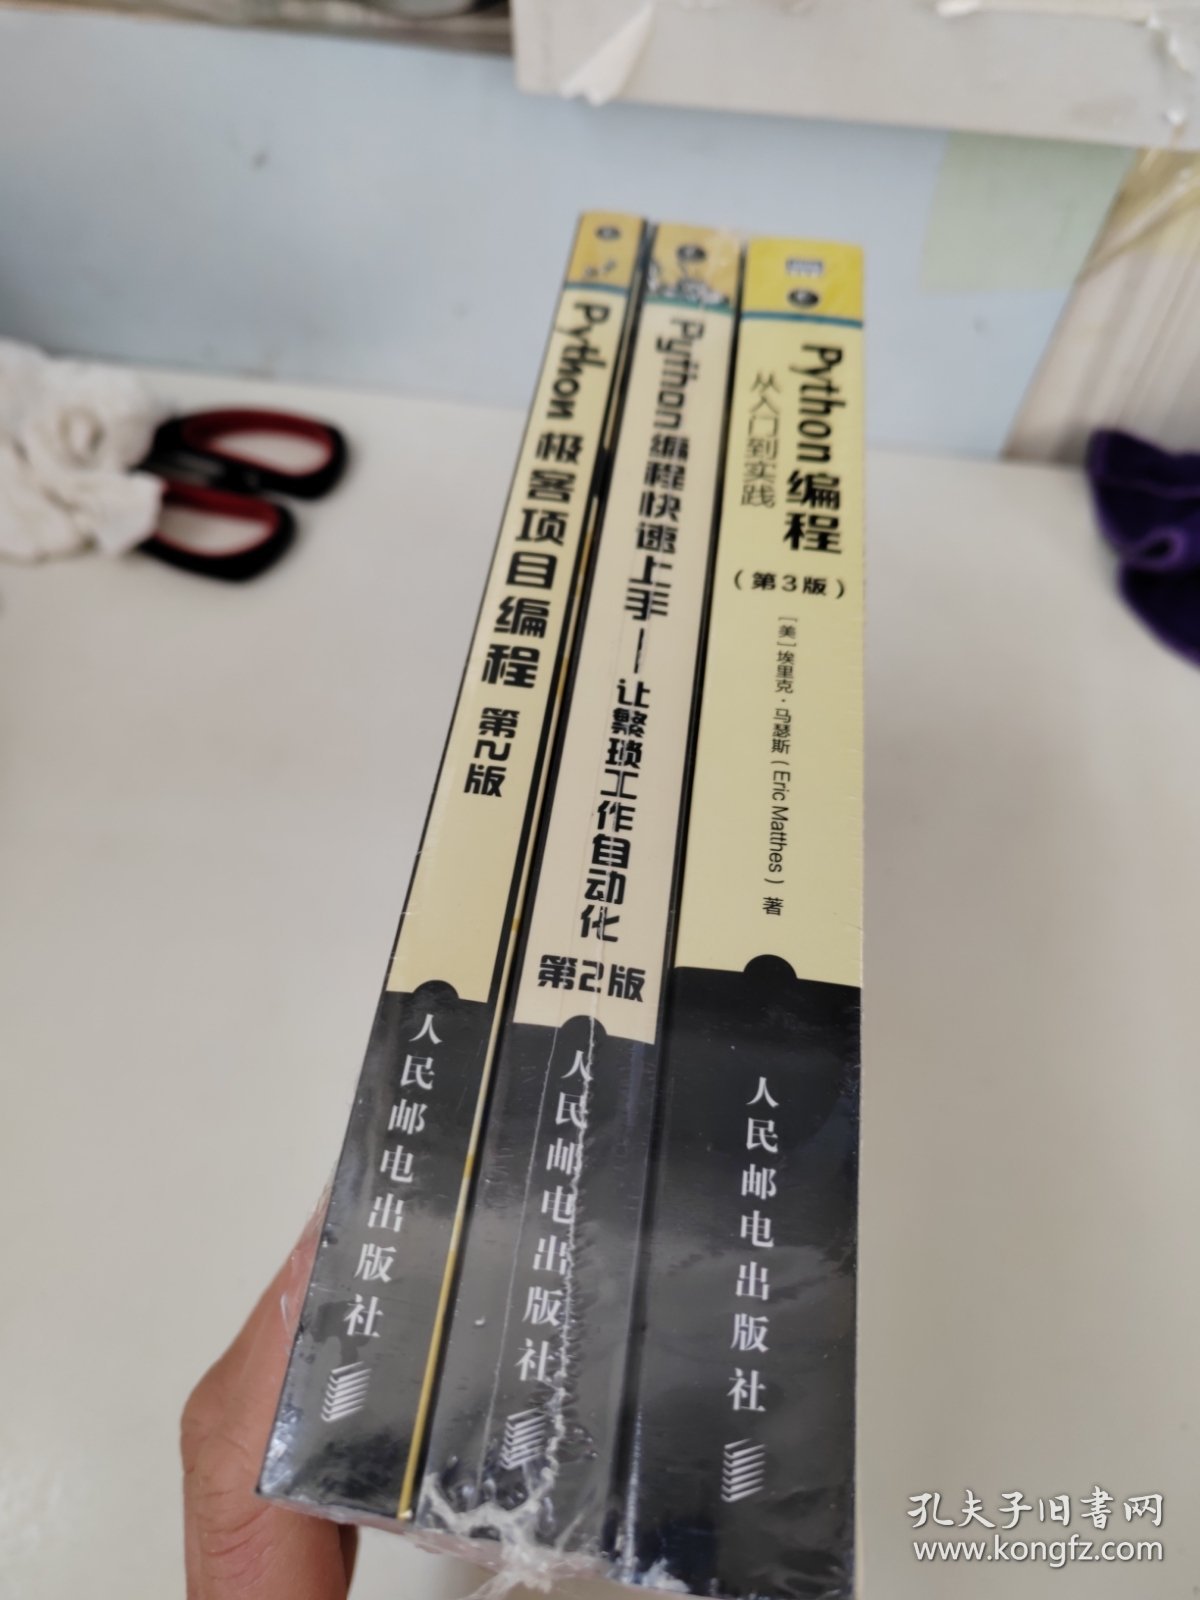 Python极客项目编程 第2版
人民邮电出版社
Python编程快速上手——让繁琐工作自动化 第2版
人民邮电出版社
Python编程
从入门到实践
（第3版）
[美]埃里克·马瑟斯（Eric Matthes）著
人民邮电出版社
孔夫子旧书网
www.kongfz.com